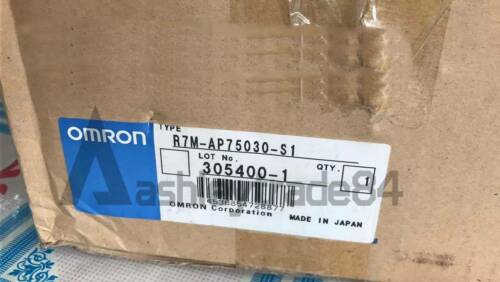 TYPE
OMRON R7M-AP75030-S1
LOT No. QTY.
305400-1 1
OMRON Corporation MADE IN JAPAN